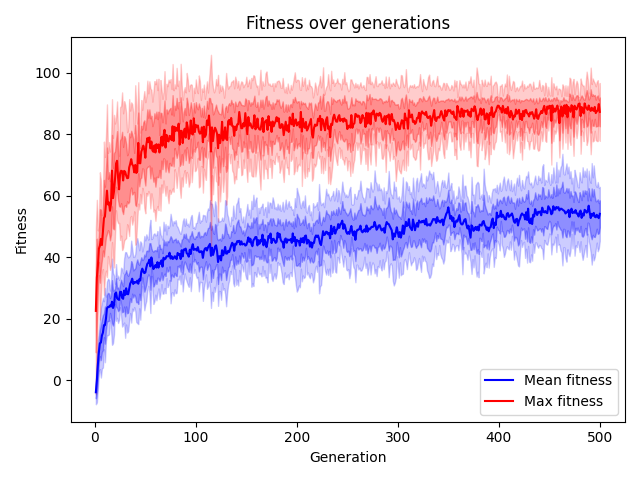 Fitness over generations
Fitness
100
80
60
40
20
0
0 100 200 300 400 500
Generation
Mean fitness
Max fitness